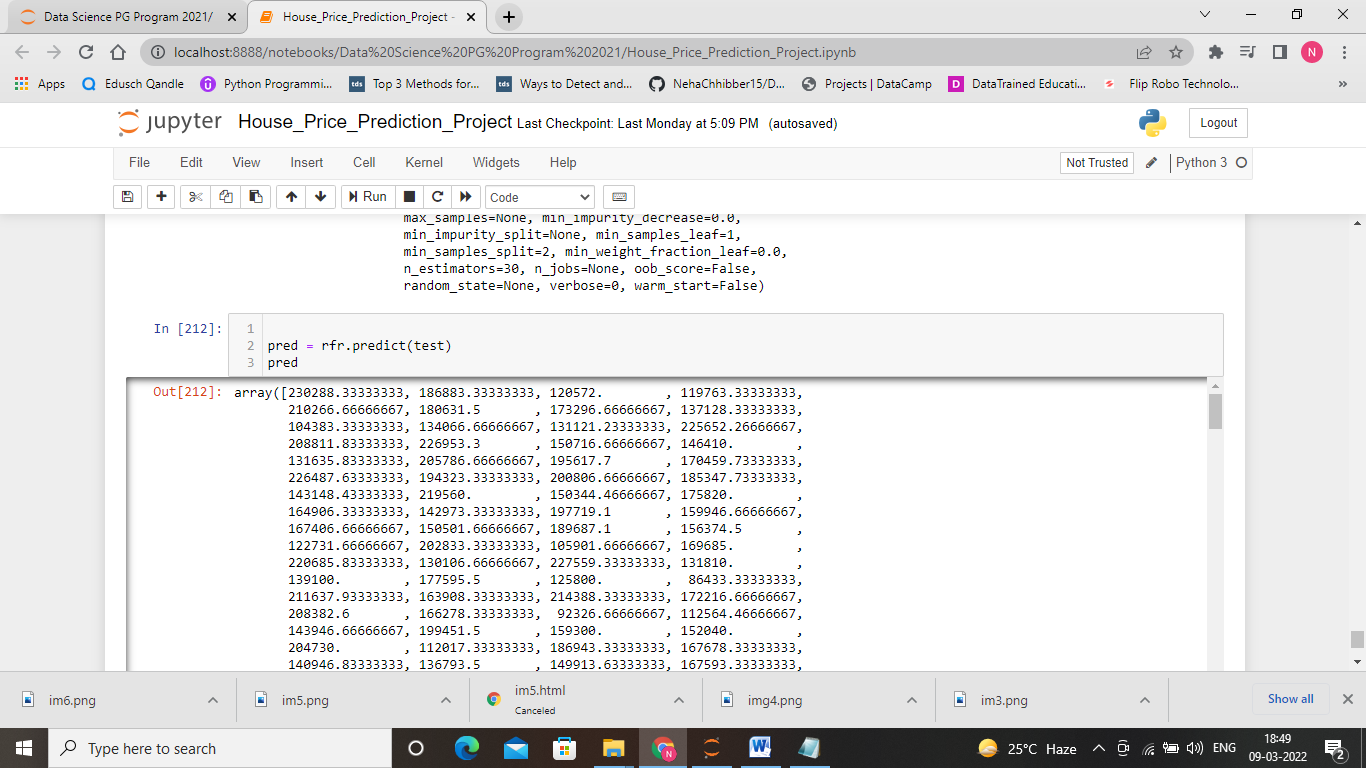 Data Science PG Program 2021/
House_Price_Prediction_Project -
localhost:8888/notebooks/Data%20Science%20PG%20Program%202021/House_Price_Prediction_Project.ipynb
N
Apps
Edusch Qandle
Python Programmi...
tds Top 3 Methods for...
tds Ways to Detect and...
NehaChhibber15/D...
Projects | DataCamp
D DataTrained Educati...
Flip Robo Technolo...
»
jupyter House_Price_Prediction_Project Last Checkpoint: Last Monday at 5:09 PM (autosaved)
Logout
File Edit View Insert Cell Kernel Widgets Help
Not Trusted
Python 3
Run
Code
max_samples=None, min_impurity_decrease=0.0,
min_impurity_split=None, min_samples_leaf=1,
min_samples_split=2, min_weight_fraction_leaf=0.0,
n_estimators=30, n_jobs=None, oob_score=False,
random_state=None, verbose=0, warm_start=False)
In [212]:
1
2 pred = rfr.predict(test)
3 pred
Out[212]: array([230288.33333333, 186883.33333333, 120572. , 119763.33333333,
210266.66666667, 180631.5 , 173296.66666667, 137128.33333333,
104383.33333333, 134066.66666667, 131121.23333333, 225652.26666667,
208811.83333333, 226953.3 , 150716.66666667, 146410. ,
131635.83333333, 205786.66666667, 195617.7 , 170459.73333333,
226487.63333333, 194323.33333333, 200806.66666667, 185347.73333333,
143148.43333333, 219560. , 150344.46666667, 175820. ,
164906.33333333, 142973.33333333, 197719.1 , 159946.66666667,
167406.66666667, 150501.66666667, 189687.1 , 156374.5 ,
122731.66666667, 202833.33333333, 105901.66666667, 169685. ,
220685.83333333, 130106.66666667, 227559.33333333, 131810. ,
139100. , 177595.5 , 125800. , 86433.33333333,
211637.93333333, 163908.33333333, 214388.33333333, 172216.66666667,
208382.6 , 166278.33333333, 92326.66666667, 112564.46666667,
143946.66666667, 199451.5 , 159300. , 152040. ,
204730. , 112017.33333333, 186943.33333333, 167678.33333333,
140946.83333333, 136793.5 , 149913.63333333, 167593.33333333,
im6.png
im5.png
im5.html
Canceled
img4.png
im3.png
Show all
Type here to search
N
W
25°C Haze
ENG
18:49
09-03-2022
2